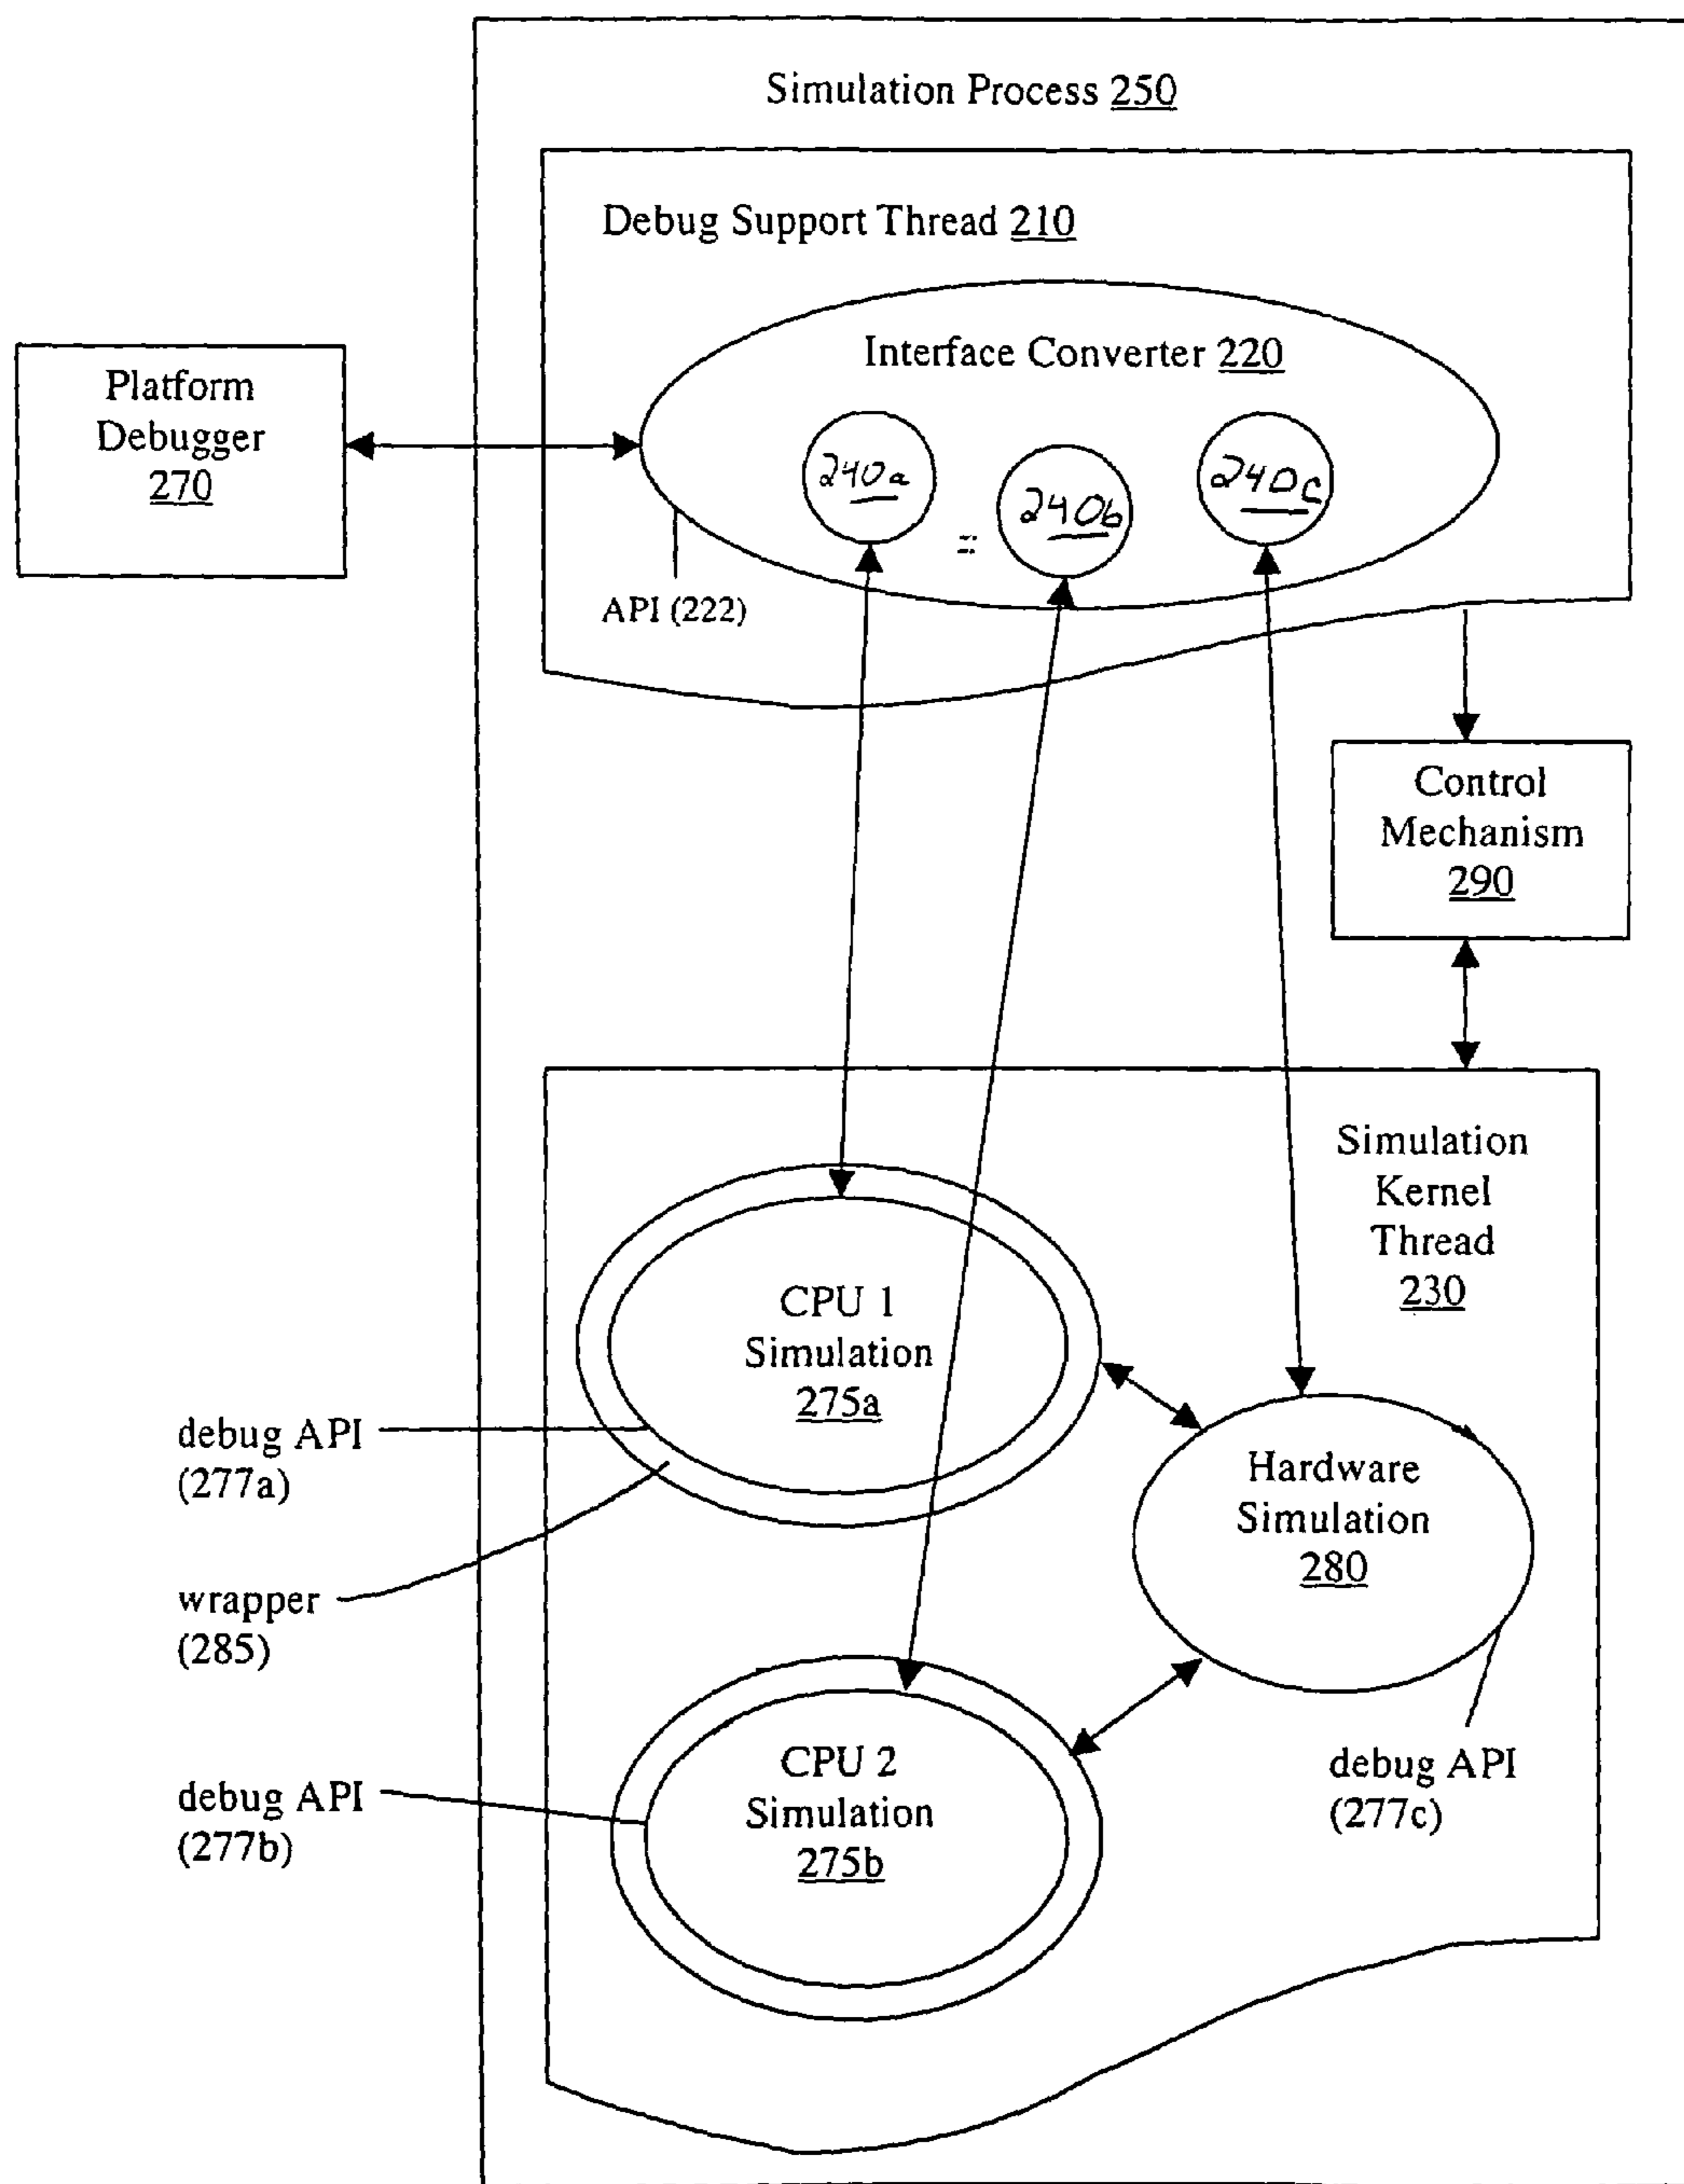 Simulation Process 250
Debug Support Thread 210
Interface Converter 220
Platform
Debugger
270
240a
240b
240c
=
API (222)
Control
Mechanism
290
Simulation
Kernel
Thread
230
CPU 1
Simulation
275a
debug API
(277a)
Hardware
Simulation
280
wrapper
(285)
CPU 2
Simulation
275b
debug API
(277b)
debug API
(277c)